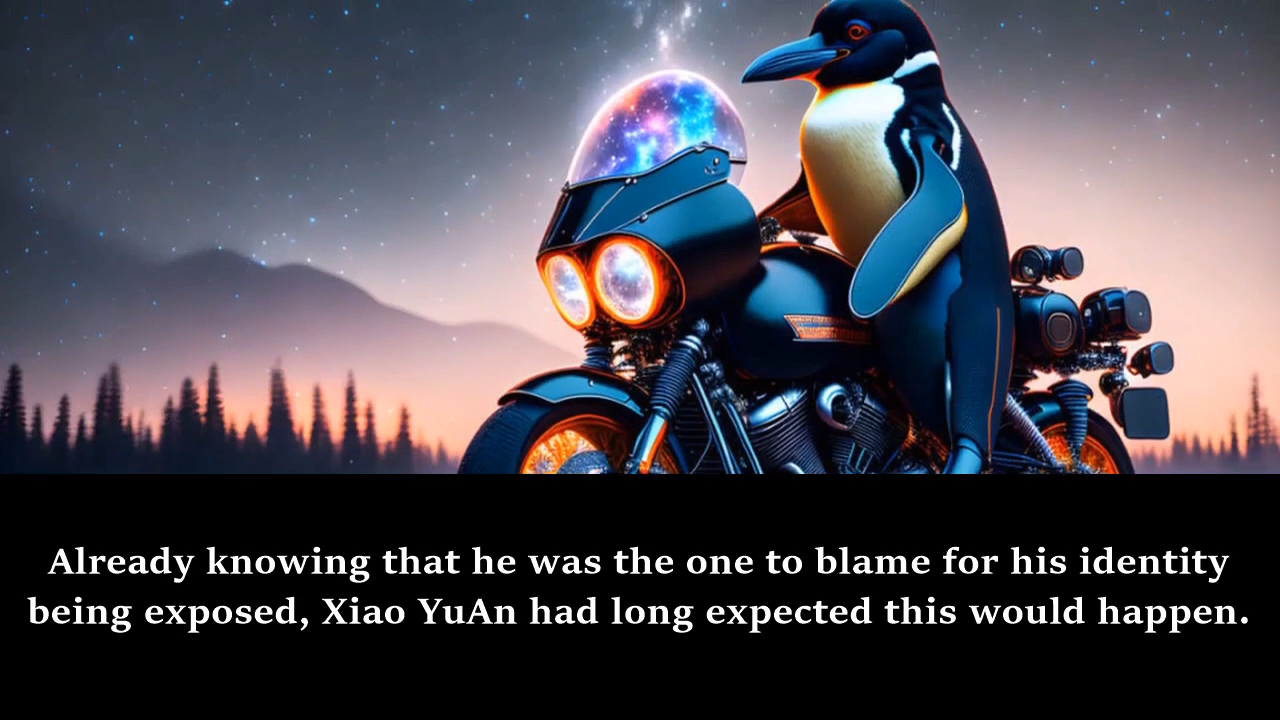 Already knowing that he was the one to blame for his identity
being exposed, Xiao YuAn had long expected this would happen.